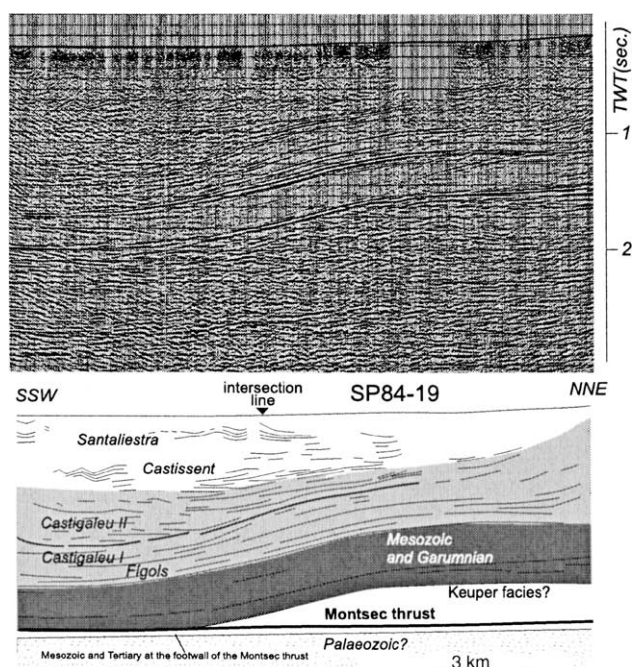 TWT(sec.)
1
2
SSW
intersection line
SP84-19
NNE
Santaliestra
Castissent
Castigaleu II
Castigaleu I
Figols
Mesozoic
and Garumnian
Keuper facies?
Montsec thrust
Palaeozoic?
Mesozoic and Tertiary at the footwall of the Montsec thrust
3 km